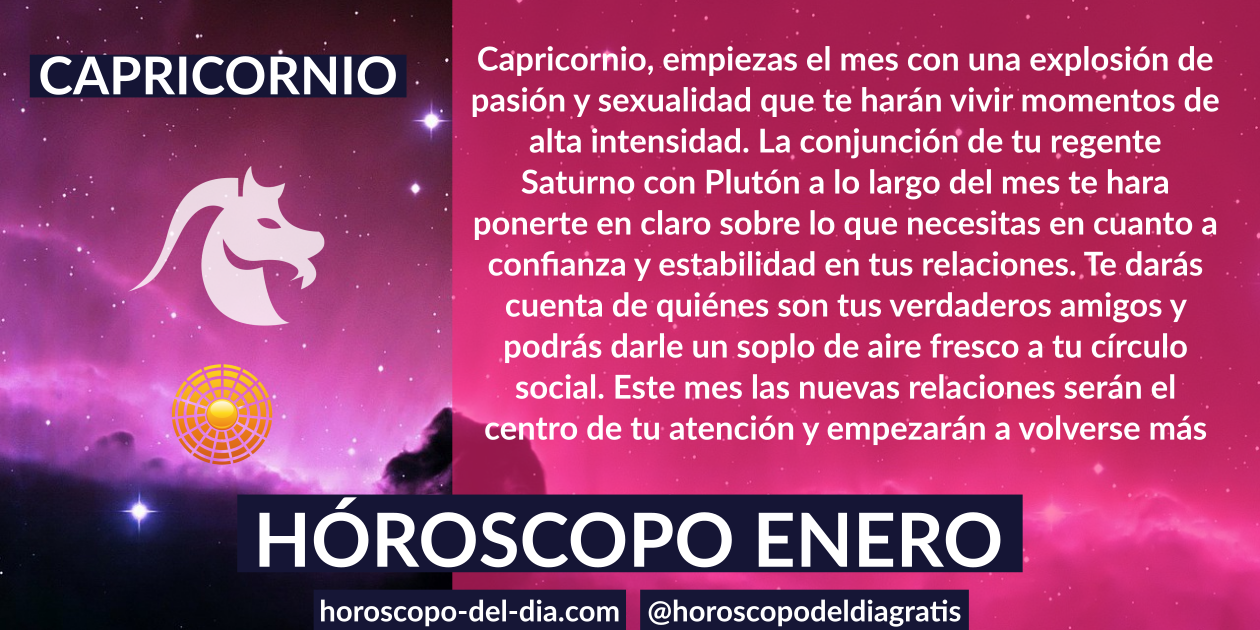 CAPRICORNIO
Capricornio, empiezas el mes con una explosión de
pasión y sexualidad que te harán vivir momentos de
alta intensidad. La conjunción de tu regente
Saturno con Plutón a lo largo del mes te hara
ponerte en claro sobre lo que necesitas en cuanto a
confianza y estabilidad en tus relaciones. Te darás
cuenta de quiénes son tus verdaderos amigos y
podrás darle un soplo de aire fresco a tu círculo
social. Este mes las nuevas relaciones serán el
centro de tu atención y empezarán a volverse más
HÓROSCOPO ENERO
horoscopo-del-dia.com @horoscopodeldiagratis